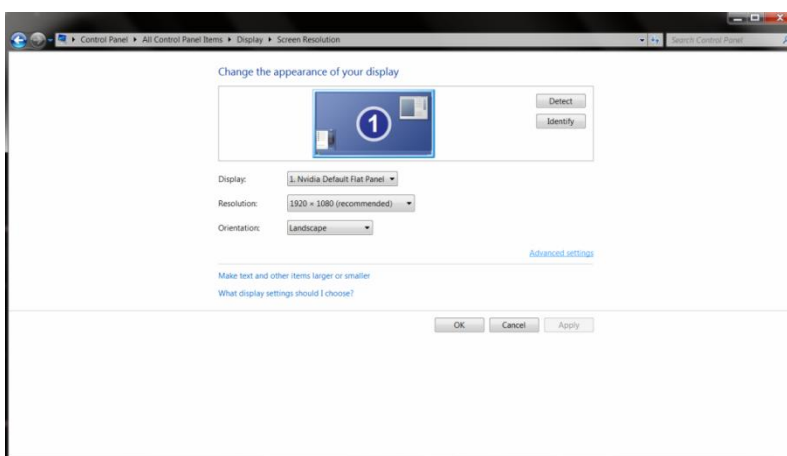 Control Panel ▸ All Control Panel Items ▸ Display ▸ Screen Resolution
Search Control Panel
Change the appearance of your display
1
Detect
Identify
Display: 1. Nvidia Default Flat Panel
Resolution: 1920 × 1080 (recommended)
Orientation: Landscape
Advanced settings
Make text and other items larger or smaller
What display settings should I choose?
OK Cancel Apply